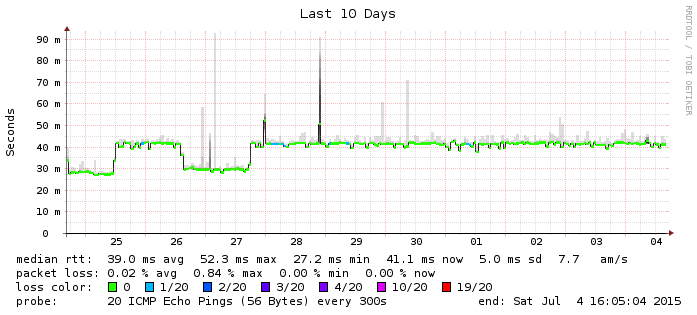 Last 10 Days
RRDTOOL / TOBI OETIKER
Seconds
90 m
80 m
70 m
60 m
50 m
40 m
30 m
20 m
10 m
0
25 26 27 28 29 30 01 02 03 04
median rtt: 39.0 ms avg 52.3 ms max 27.2 ms min 41.1 ms now 5.0 ms sd 7.7 am/s
packet loss: 0.02 % avg 0.84 % max 0.00 % min 0.00 % now
loss color: 0 1/20 2/20 3/20 4/20 10/20 19/20
probe: 20 ICMP Echo Pings (56 Bytes) every 300s end: Sat Jul 4 16:05:04 2015